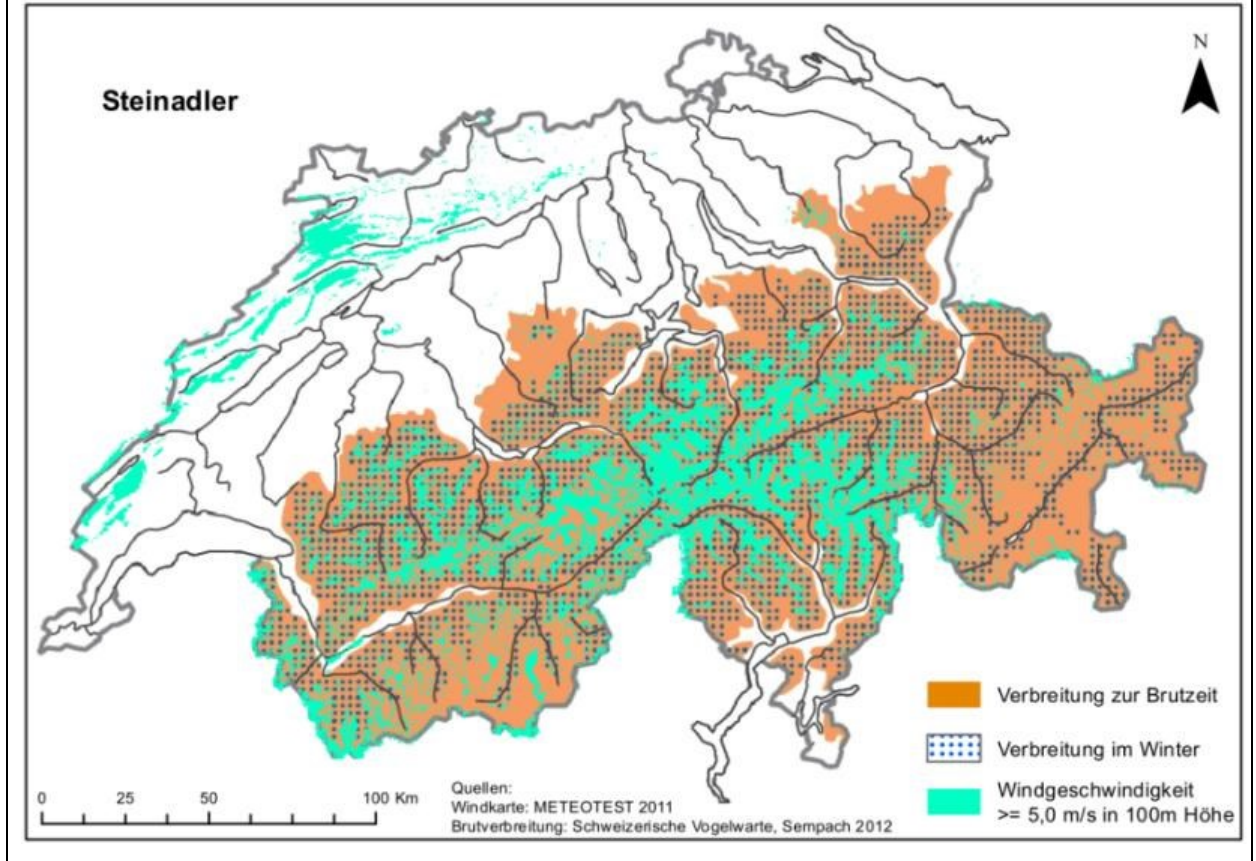 Steinadler
N
Verbreitung zur Brutzeit
Verbreitung im Winter
Windgeschwindigkeit
>= 5,0 m/s in 100m Höhe
0 25 50 100 Km
Quellen:
Windkarte: METEOTEST 2011
Brutverbreitung: Schweizerische Vogelwarte, Sempach 2012